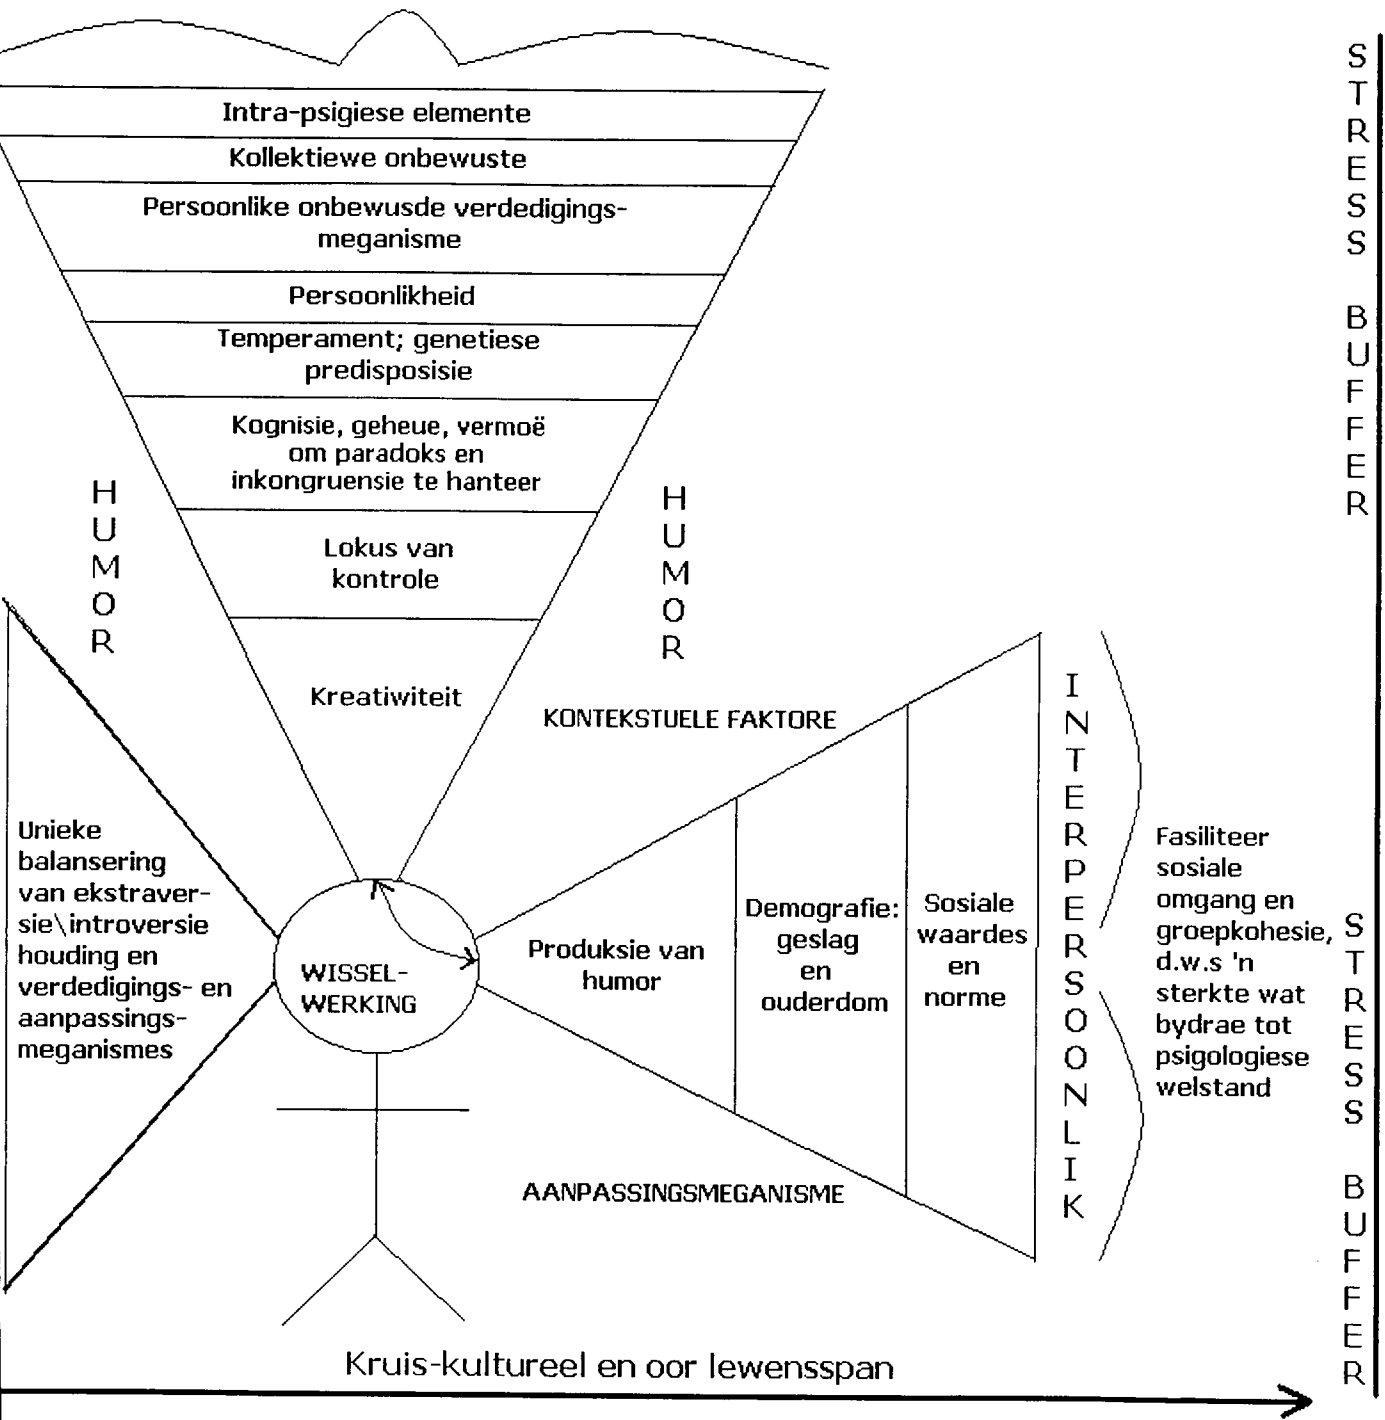 Intra-psigiese elemente
Kollektiewe onbewuste
Persoonlike onbewusde verdedigings-
meganisme
Persoonlikheid
Temperament; genetiese
predisposisie
Kognisie, geheue, vermoë
om paradoks en
inkongruensie te hanteer
Lokus van
kontrole
Kreatiwiteit
HUMOR
HUMOR
KONTEKSTUELE FAKTORE
Unieke
balansering
van ekstraver-
sie\introversie
houding en
verdedigings- en
aanpassings-
meganismes
WISSEL-
WERKING
Produksie van
humor
Demografie:
geslag
en
ouderdom
Sosiale
waardes
en
norme
INTERPERSOONLIK
Fasiliteer
sosiale
omgang en
groepkohesie,
d.w.s 'n
sterkte wat
bydrae tot
psigologiese
welstand
STRESS BUFFER
STRESS BUFFER
AANPASSINGSMEGANISME
Kruis-kultureel en oor lewensspan